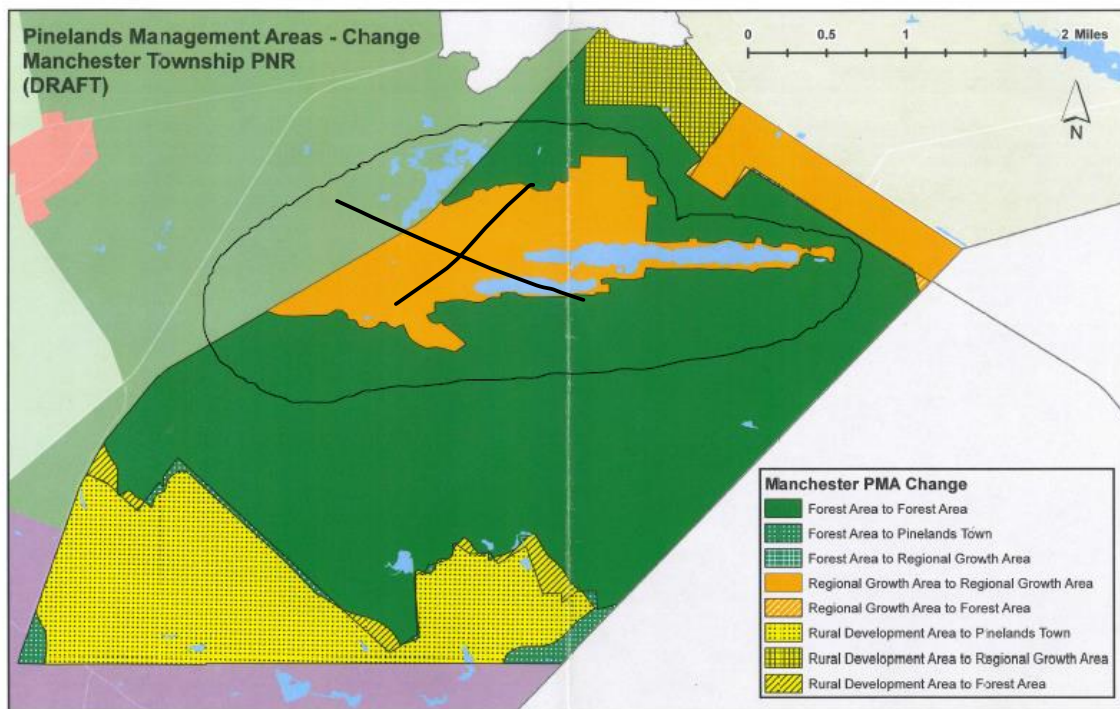 Pinelands Management Areas - Change
Manchester Township PNR
(DRAFT)
0 0.5 1 2 Miles
N
Manchester PMA Change
Forest Area to Forest Area
Forest Area to Pinelands Town
Forest Area to Regional Growth Area
Regional Growth Area to Regional Growth Area
Regional Growth Area to Forest Area
Rural Development Area to Pinelands Town
Rural Development Area to Regional Growth Area
Rural Development Area to Forest Area